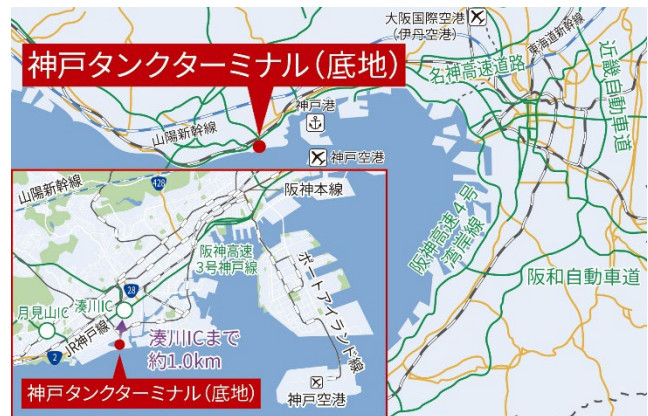 大阪国際空港
（伊丹空港）
東海道新幹線
名神高速道路
近畿自動車道
神戸タンクターミナル（底地）
山陽新幹線
神戸港
神戸空港
阪神高速4号
湾岸線
阪和自動車道
山陽新幹線
428
阪神本線
阪神高速
3号神戸線
28
湊川IC
月見山IC
JR神戸線
湊川ICまで
約1.0km
ポートアイランド線
2
神戸タンクターミナル（底地）
神戸空港